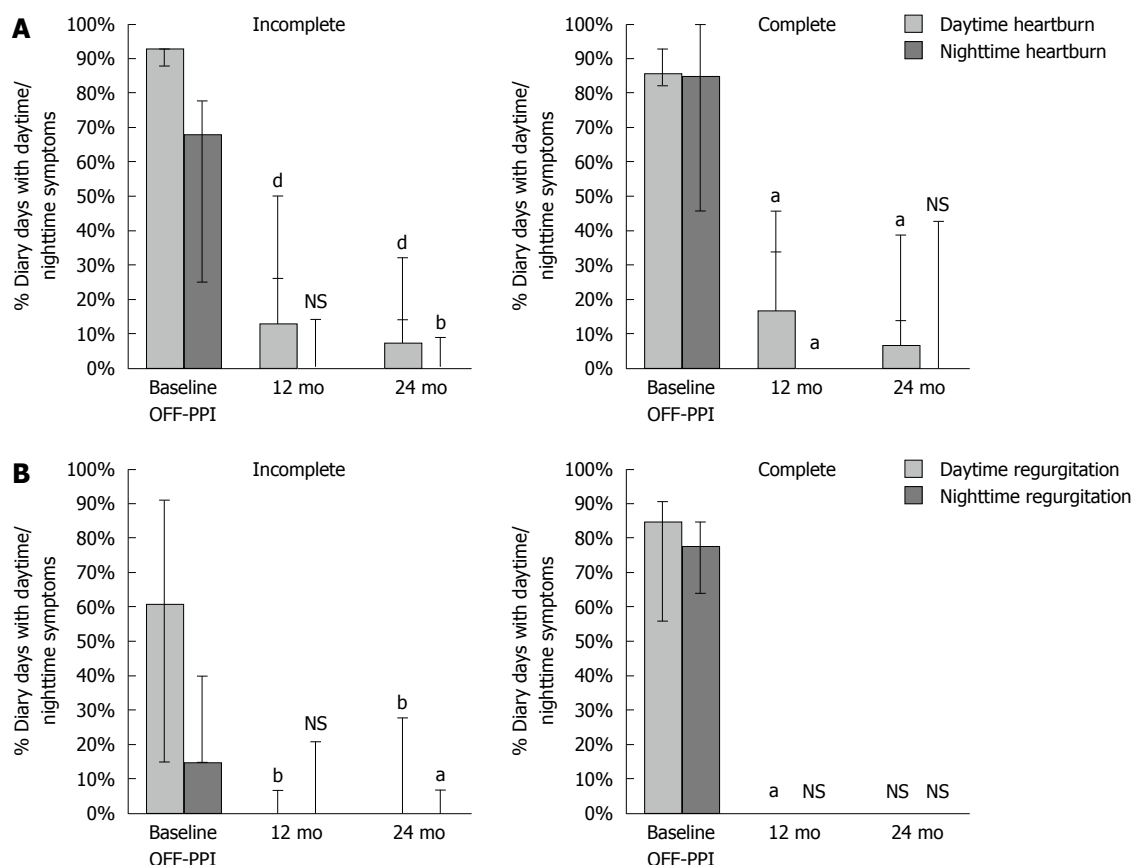 A
Incomplete
% Diary days with daytime/
nighttime symptoms
100%
90%
80%
70%
60%
50%
40%
30%
20%
10%
0%
d
NS
d
b
Baseline
OFF-PPI
12 mo
24 mo
Complete
% Diary days with daytime/
nighttime symptoms
100%
90%
80%
70%
60%
50%
40%
30%
20%
10%
0%
a
a
a
NS
Baseline
OFF-PPI
12 mo
24 mo
Daytime heartburn
Nighttime heartburn
B
Incomplete
% Diary days with daytime/
nighttime symptoms
100%
90%
80%
70%
60%
50%
40%
30%
20%
10%
0%
b
NS
b
a
Baseline
OFF-PPI
12 mo
24 mo
Complete
% Diary days with daytime/
nighttime symptoms
100%
90%
80%
70%
60%
50%
40%
30%
20%
10%
0%
a
NS
NS
NS
Baseline
OFF-PPI
12 mo
24 mo
Daytime regurgitation
Nighttime regurgitation